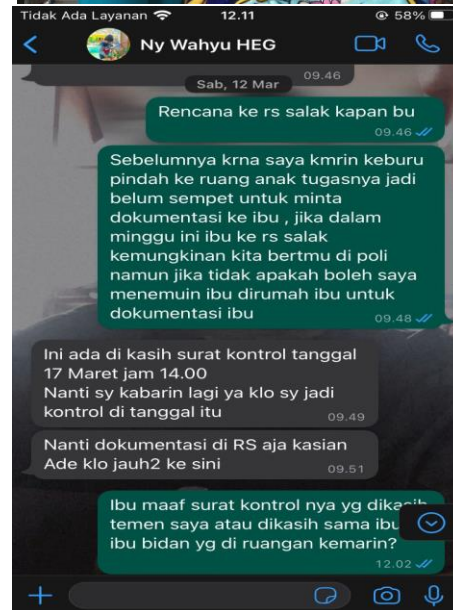 Tidak Ada Layanan 12.11 58%
Ny Wahyu HEG
09.46
Sab, 12 Mar
Rencana ke rs salak kapan bu
09.46
Sebelumnya krna saya kmrin keburu
pindah ke ruang anak tugasnya jadi
belum sempet untuk minta
dokumentasi ke ibu , jika dalam
minggu ini ibu ke rs salak
kemungkinan kita bertmu di poli
namun jika tidak apakah boleh saya
menemuin ibu dirumah ibu untuk
dokumentasi ibu
09.48
Ini ada di kasih surat kontrol tanggal
17 Maret jam 14.00
Nanti sy kabarin lagi ya klo sy jadi
kontrol di tanggal itu
09.49
Nanti dokumentasi di RS aja kasian
Ade klo jauh2 ke sini
09.51
Ibu maaf surat kontrol nya yg dikasih
temen saya atau dikasih sama ibu
ibu bidan yg di ruangan kemarin?
12.02